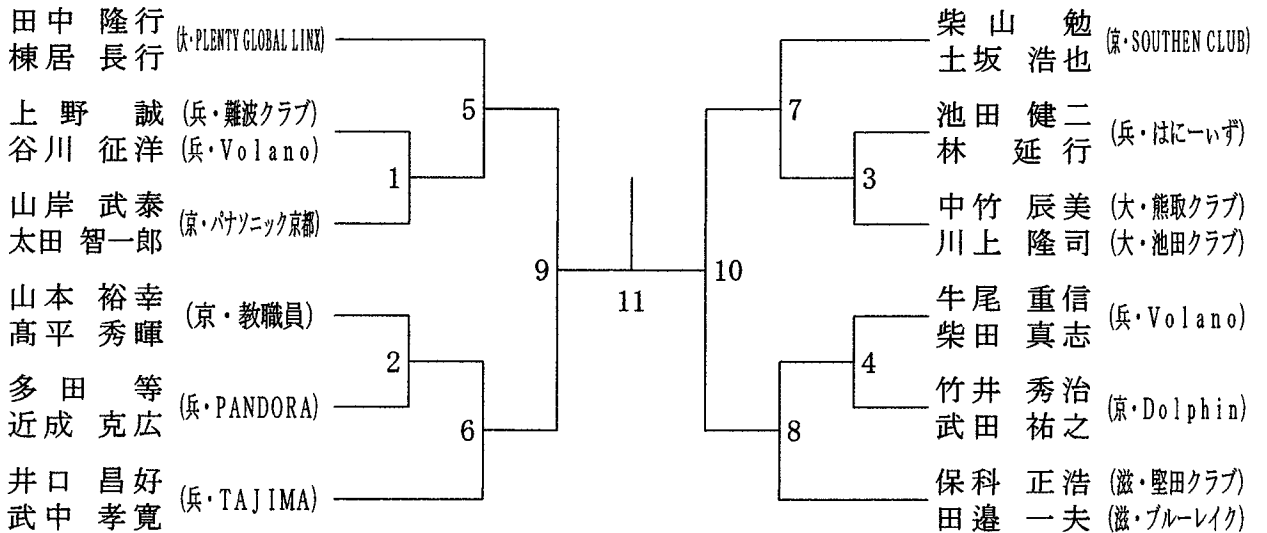 田中 隆行
棟居 長行
(大・PLENTY GLOBAL LINX)
上野 誠 (兵・難波クラブ)
谷川 征洋 (兵・Volano)
山岸 武泰
太田 智一郎
(京・パナソニック京都)
山本 裕幸
髙平 秀暉
(京・教職員)
多田 等
近成 克広
(兵・PANDORA)
井口 昌好
武中 孝寛
(兵・TAJIMA)
5
1
9
2
6
11
柴山 勉
土坂 浩也
(京・SOUTHEN CLUB)
池田 健二
林 延行
(兵・はにーぃず)
中竹 辰美 (大・熊取クラブ)
川上 隆司 (大・池田クラブ)
牛尾 重信
柴田 真志
(兵・Volano)
竹井 秀治
武田 祐之
(京・Dolphin)
保科 正浩 (滋・堅田クラブ)
田邉 一夫 (滋・ブルーレイク)
7
3
10
4
8